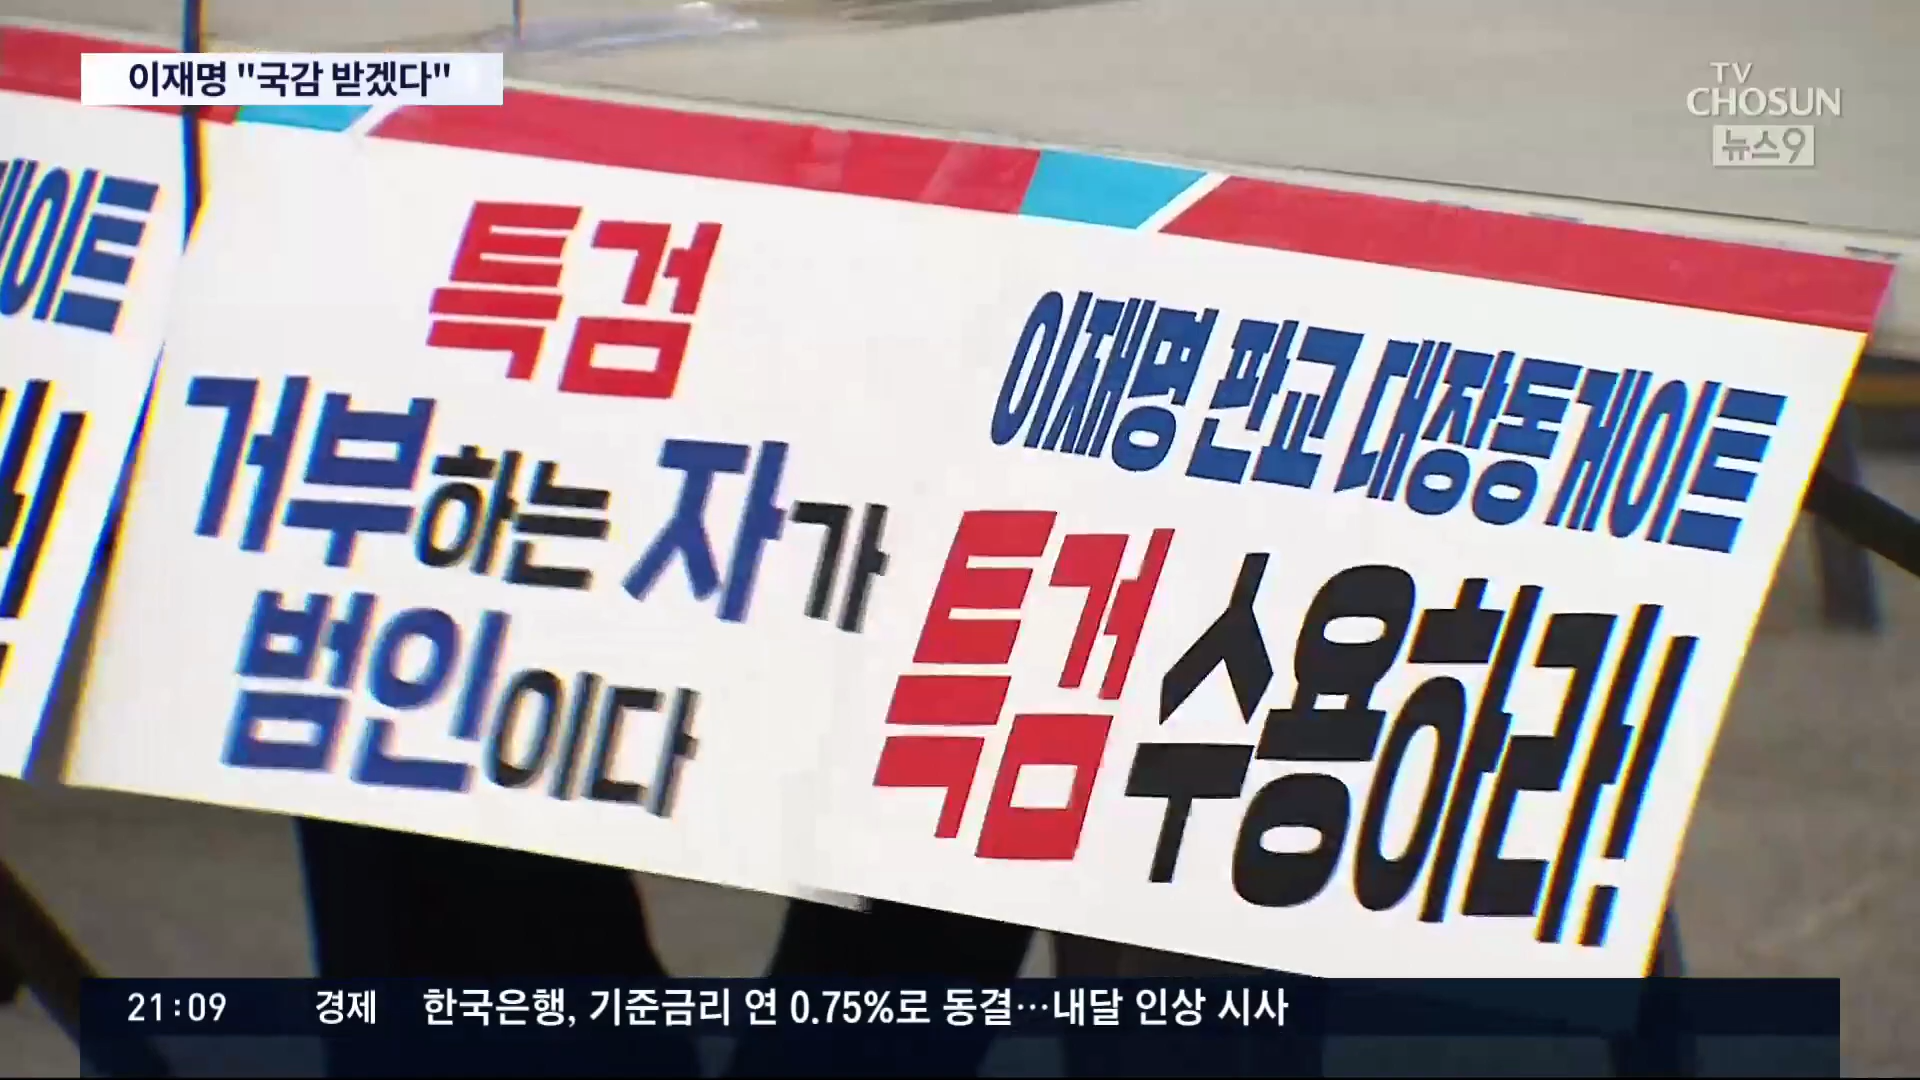 이재명 "국감 받겠다"
TV
CHOSUN
뉴스9
게이트
특검
거부하는 자가
범인이다
이재명 판교 대장동게이트
특검 수용하라!
21:09 경제 한국은행, 기준금리 연 0.75%로 동결…내달 인상 시사